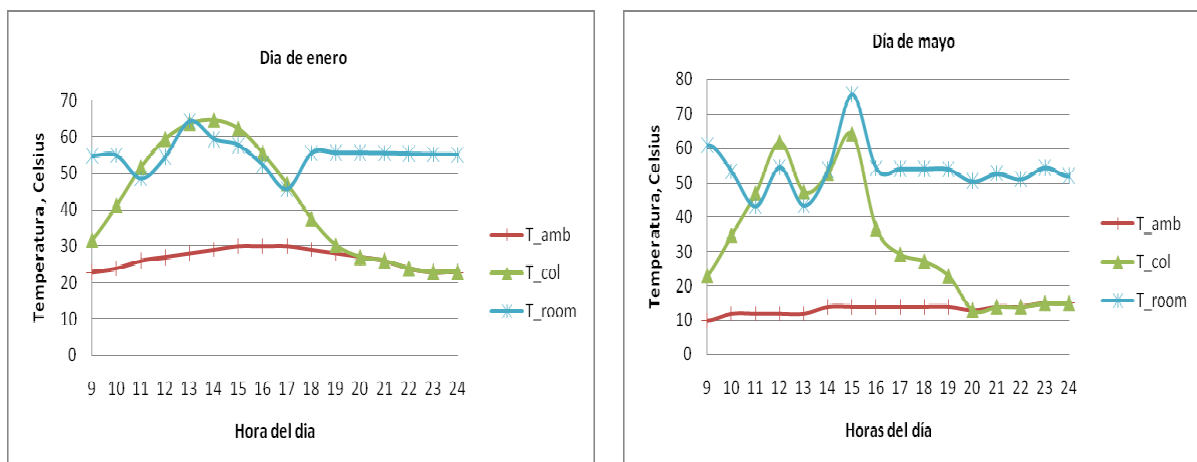 Dia de enero
Temperatura, Celsius
70
60
50
40
30
20
10
0
9 10 11 12 13 14 15 16 17 18 19 20 21 22 23 24
Hora del dia
T_amb
T_col
T_room
Día de mayo
Temperatura, Celsius
80
70
60
50
40
30
20
10
0
9 10 11 12 13 14 15 16 17 18 19 20 21 22 23 24
Horas del día
T_amb
T_col
T_room